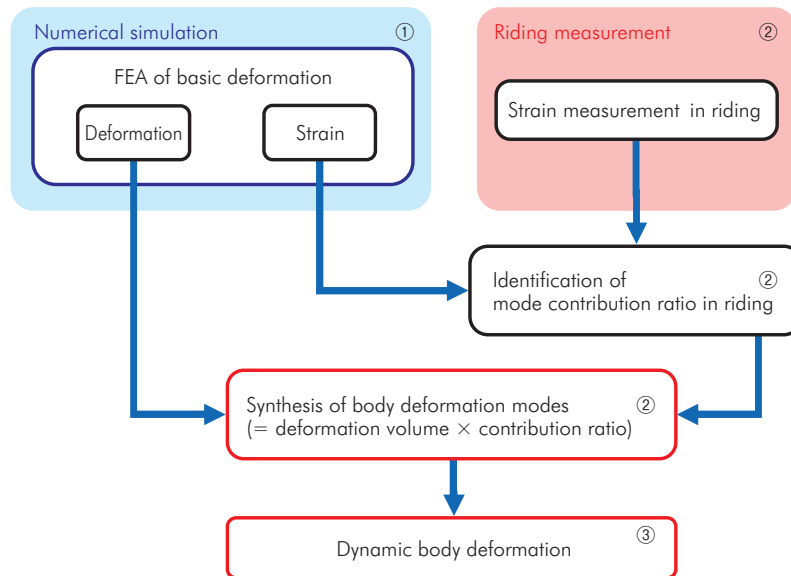 Numerical simulation ①
FEA of basic deformation
Deformation
Strain
Riding measurement ②
Strain measurement in riding
Identification of ②
mode contribution ratio in riding
Synthesis of body deformation modes ②
(= deformation volume × contribution ratio)
Dynamic body deformation ③